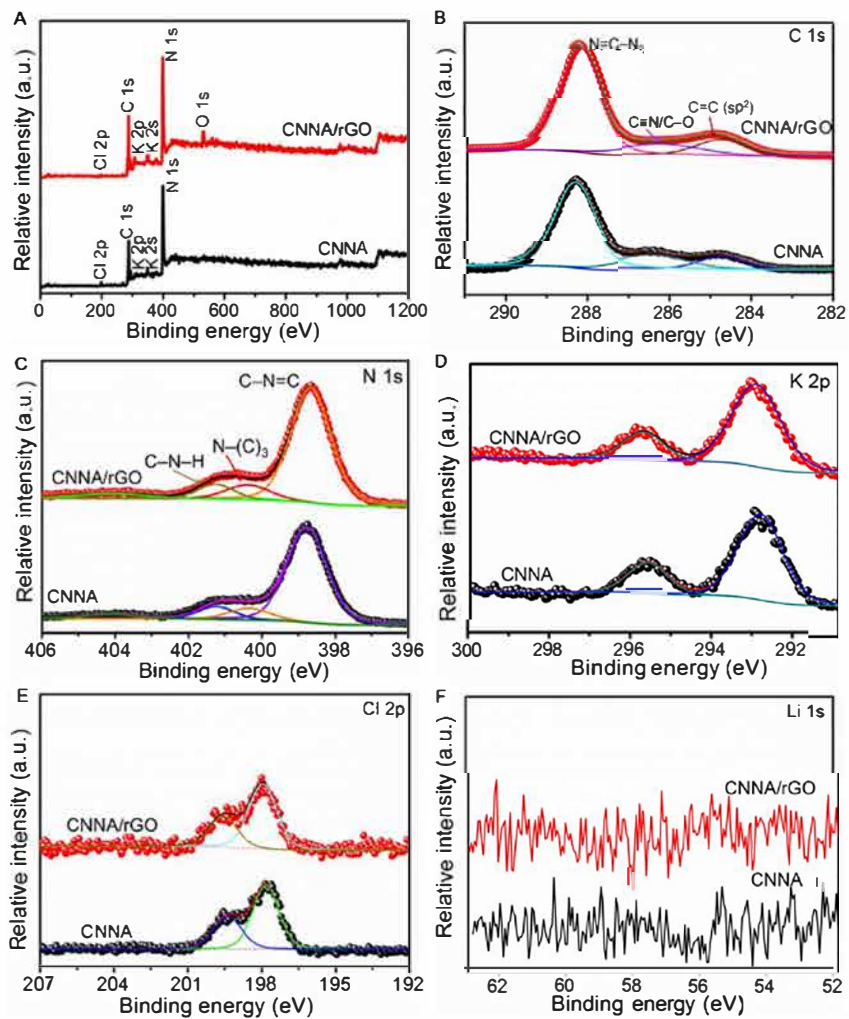 A
Relative intensity (a.u.)
Cl 2p
C 1s
K 2p
K 2s
N 1s
O 1s
CNNA/rGO
Cl 2p
C 1s
K 2p
K 2s
N 1s
CNNA
0 200 400 600 800 1000 1200
Binding energy (eV)
B
C 1s
Relative intensity (a.u.)
N=C–N
C≡N/C–O
C=C (sp²)
CNNA/rGO
CNNA
290 288 286 284 282
Binding energy (eV)
C
N 1s
Relative intensity (a.u.)
C–N=C
N–(C)₃
C–N–H
CNNA/rGO
CNNA
406 404 402 400 398 396
Binding energy (eV)
D
K 2p
Relative intensity (a.u.)
CNNA/rGO
CNNA
300 298 296 294 292
Binding energy (eV)
E
Cl 2p
Relative intensity (a.u.)
CNNA/rGO
CNNA
207 204 201 198 195 192
Binding energy (eV)
F
Li 1s
Relative intensity (a.u.)
CNNA/rGO
CNNA
62 60 58 56 54 52
Binding energy (eV)